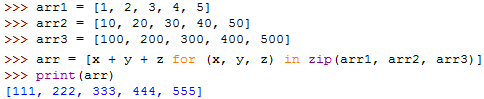 >>> arr1 = [1, 2, 3, 4, 5]
>>> arr2 = [10, 20, 30, 40, 50]
>>> arr3 = [100, 200, 300, 400, 500]
>>> arr = [x + y + z for (x, y, z) in zip(arr1, arr2, arr3)]
>>> print(arr)
[111, 222, 333, 444, 555]